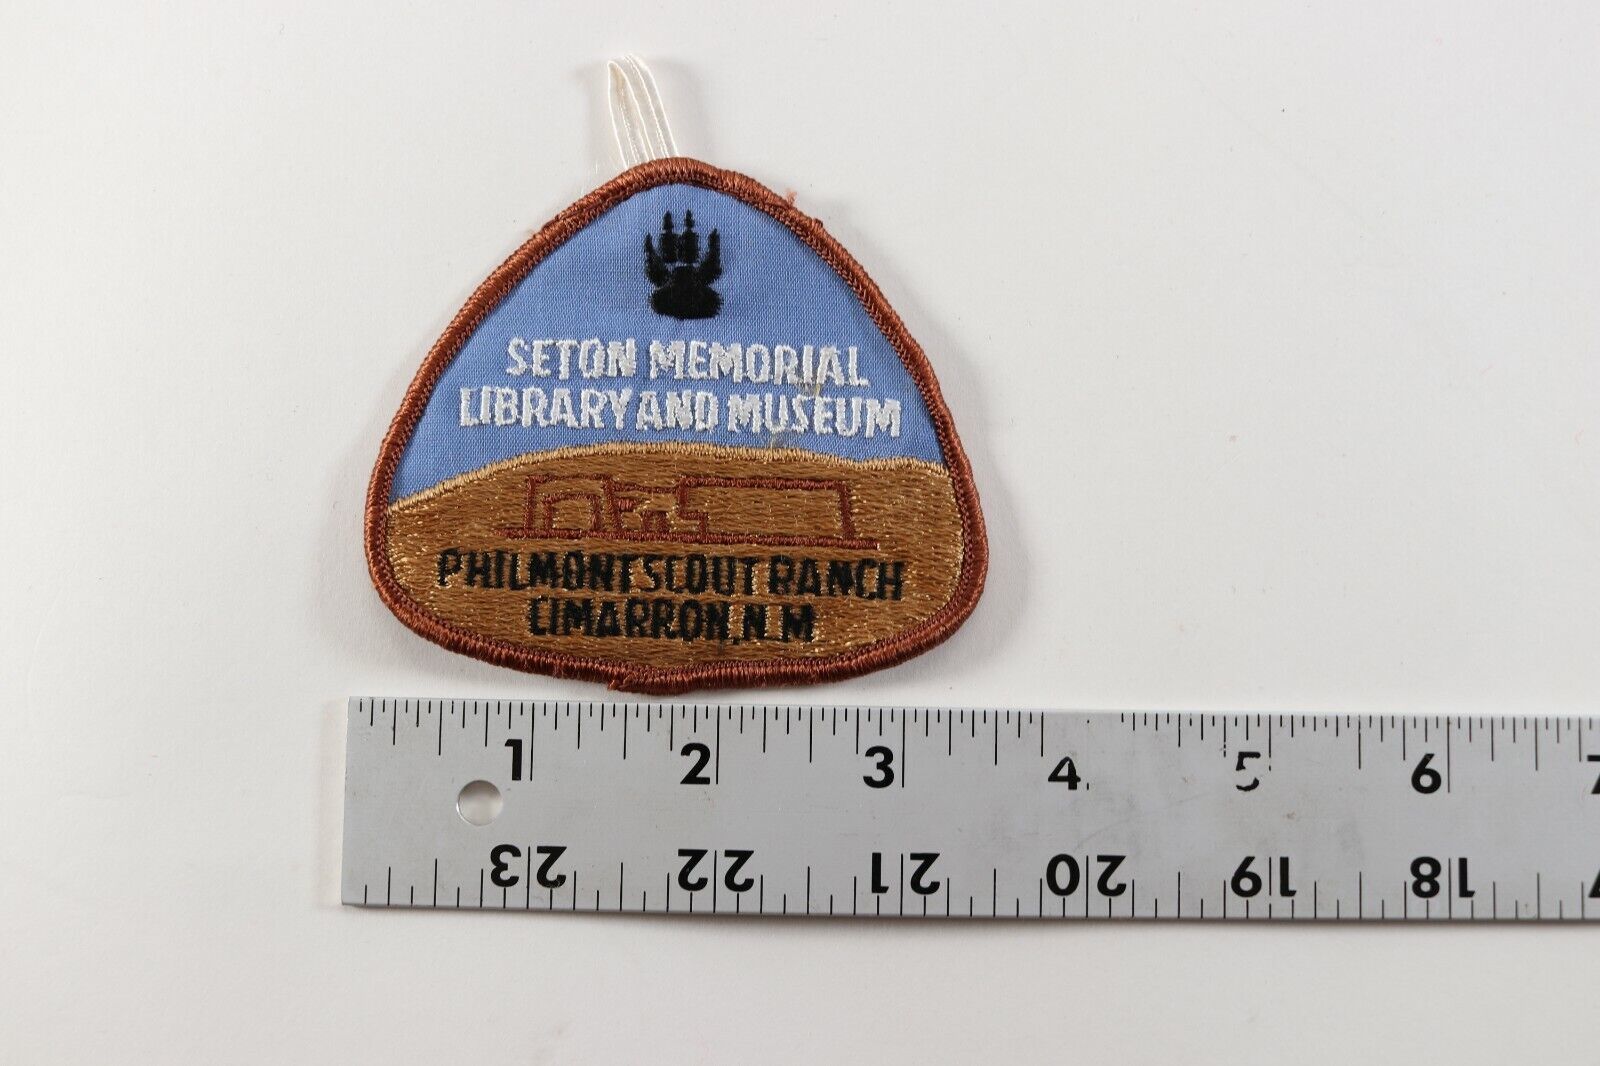 SETON MEMORIAL
LIBRARY AND MUSEUM
PHILMONT SCOUT RANCH
CIMARRON, N.M
1 2 3 4 5 6 7
23 22 21 20 19 18